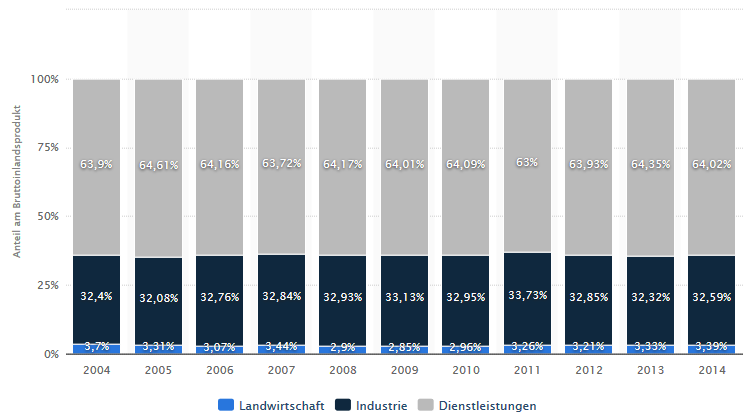 Anteil am Bruttoinlandsprodukt
100%
75%
50%
25%
0%
63,9% 64,61% 64,16% 63,72% 64,17% 64,01% 64,09% 63% 63,93% 64,35% 64,02%
32,4% 32,08% 32,76% 32,84% 32,93% 33,13% 32,95% 33,73% 32,85% 32,32% 32,59%
3,7% 3,31% 3,07% 3,44% 2,9% 2,85% 2,96% 3,26% 3,21% 3,33% 3,39%
2004 2005 2006 2007 2008 2009 2010 2011 2012 2013 2014
Landwirtschaft Industrie Dienstleistungen